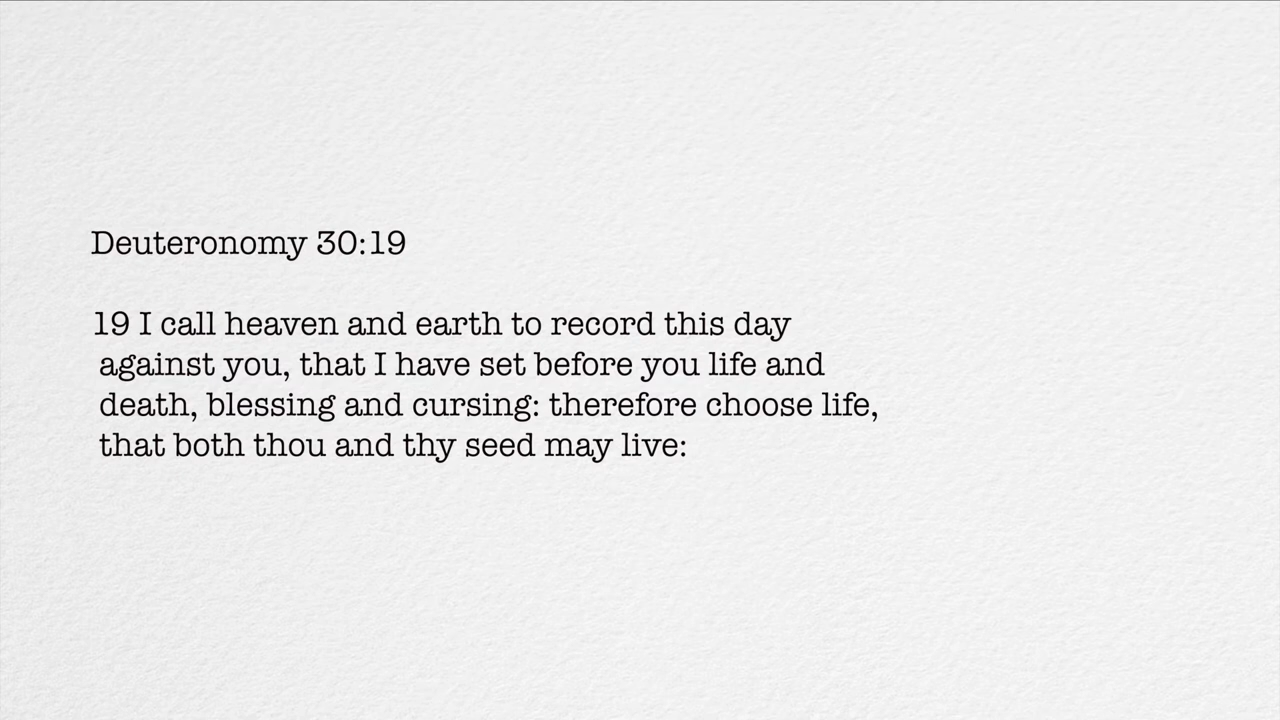 Deuteronomy 30:19
19 I call heaven and earth to record this day
against you, that I have set before you life and
death, blessing and cursing: therefore choose life,
that both thou and thy seed may live: